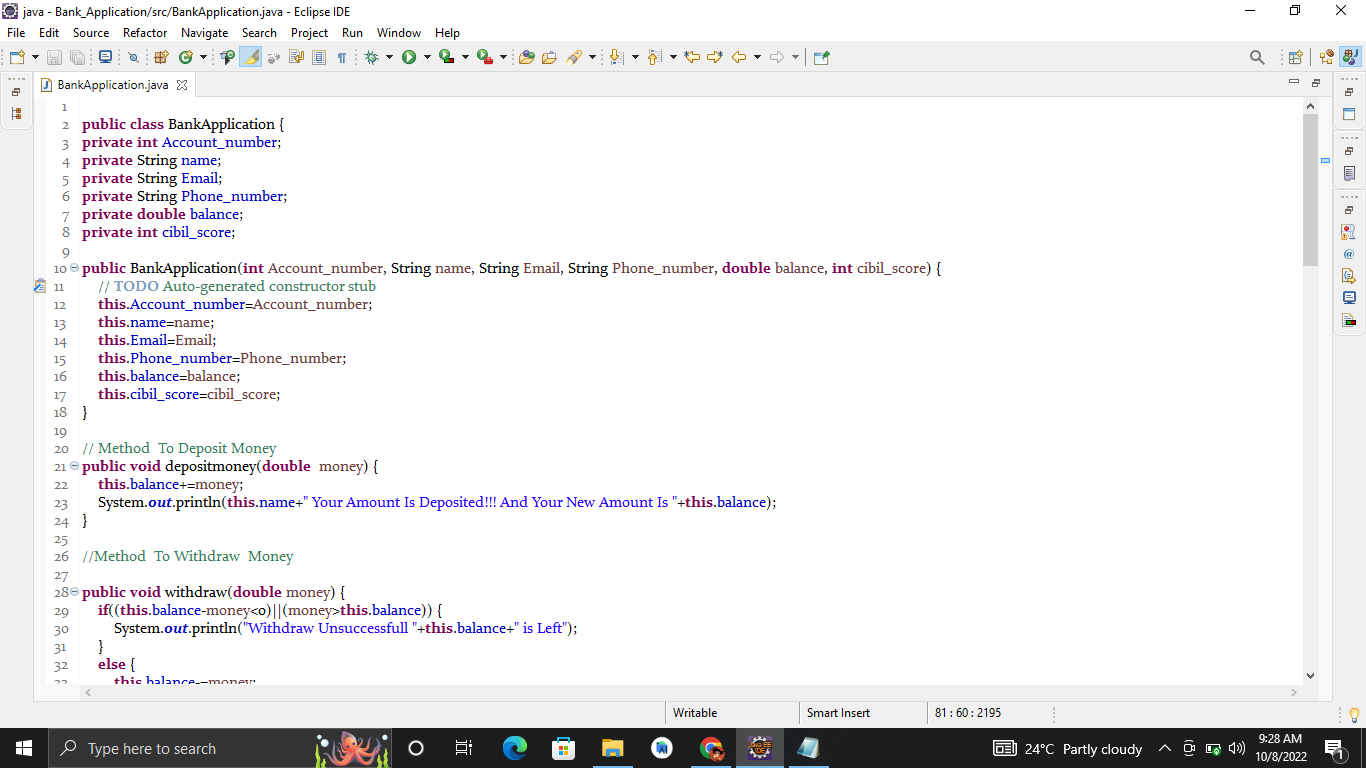 java - Bank_Application/src/BankApplication.java - Eclipse IDE
File Edit Source Refactor Navigate Search Project Run Window Help
BankApplication.java
1
2 public class BankApplication {
3 private int Account_number;
4 private String name;
5 private String Email;
6 private String Phone_number;
7 private double balance;
8 private int cibil_score;
9
10 public BankApplication(int Account_number, String name, String Email, String Phone_number, double balance, int cibil_score) {
11 // TODO Auto-generated constructor stub
12 this.Account_number=Account_number;
13 this.name=name;
14 this.Email=Email;
15 this.Phone_number=Phone_number;
16 this.balance=balance;
17 this.cibil_score=cibil_score;
18 }
19
20 // Method  To Deposit Money
21 public void depositmoney(double  money) {
22 this.balance+=money;
23 System.out.println(this.name+" Your Amount Is Deposited!!! And Your New Amount Is "+this.balance);
24 }
25
26 //Method  To Withdraw  Money
27
28 public void withdraw(double money) {
29 if((this.balance-money<0)||(money>this.balance)) {
30 System.out.println("Withdraw Unsuccessfull "+this.balance+" is Left");
31 }
32 else {
33 this.balance-=money;
Writable Smart Insert 81 : 60 : 2195
Type here to search
24°C Partly cloudy
9:28 AM
10/8/2022
1